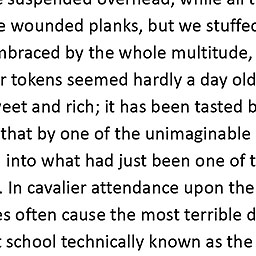 suspended overhead, while all
wounded planks, but we stuffed
mbraced by the whole multitude,
r tokens seemed hardly a day old
eet and rich; it has been tasted b
that by one of the unimaginable
into what had just been one of t
. In cavalier attendance upon the
es often cause the most terrible d
t school technically known as the